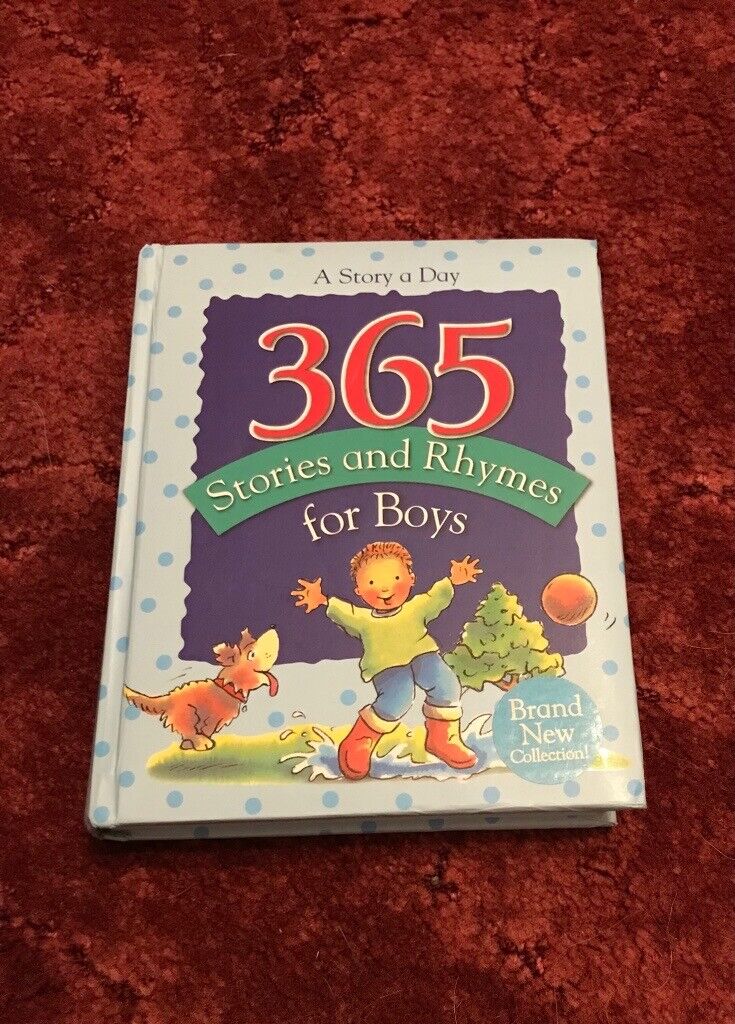 A Story a Day
365
Stories and Rhymes
for Boys
Brand
New
Collection!